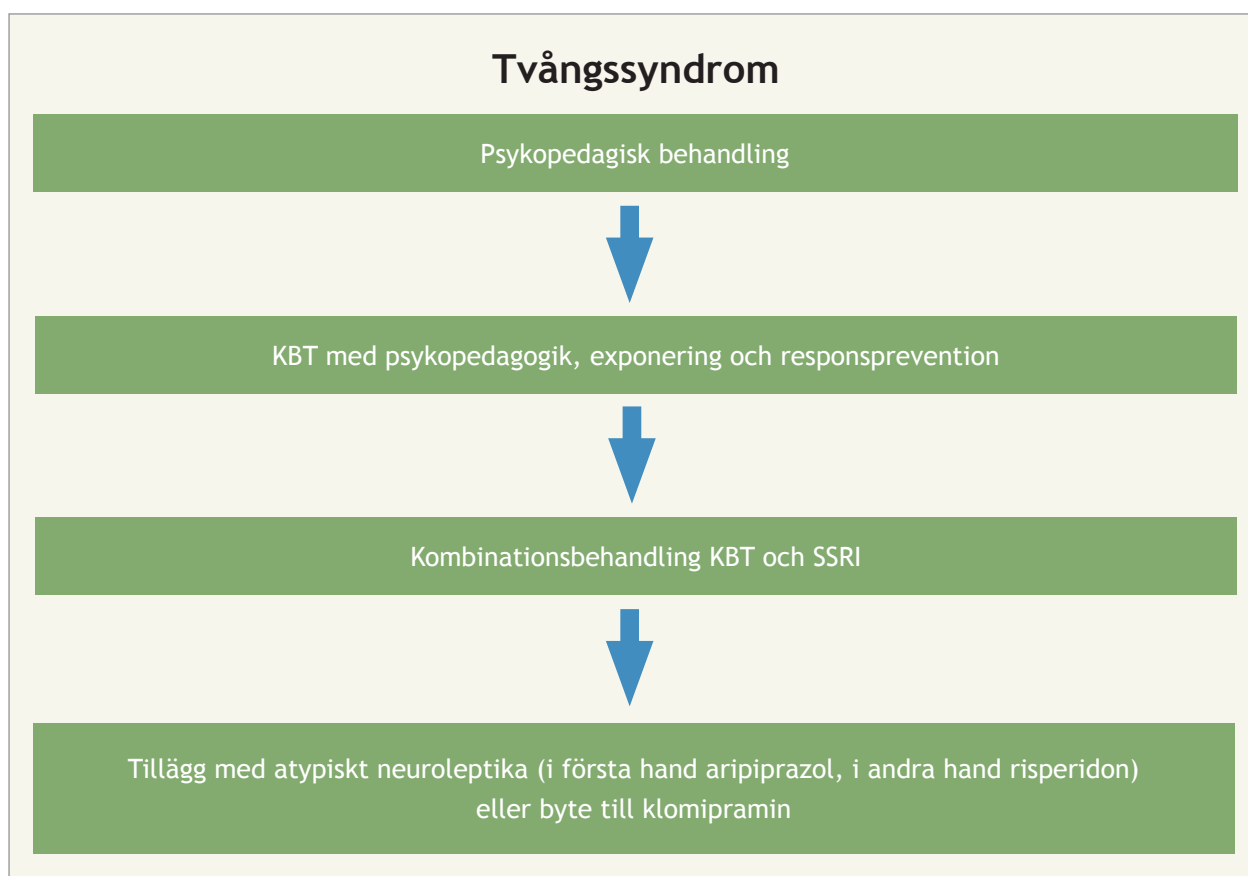 Tvångssyndrom
Psykopedagisk behandling
KBT med psykopedagogik, exponering och responsprevention
Kombinationsbehandling KBT och SSRI
Tillägg med atypiskt neuroleptika (i första hand aripiprazol, i andra hand risperidon)
eller byte till klomipramin